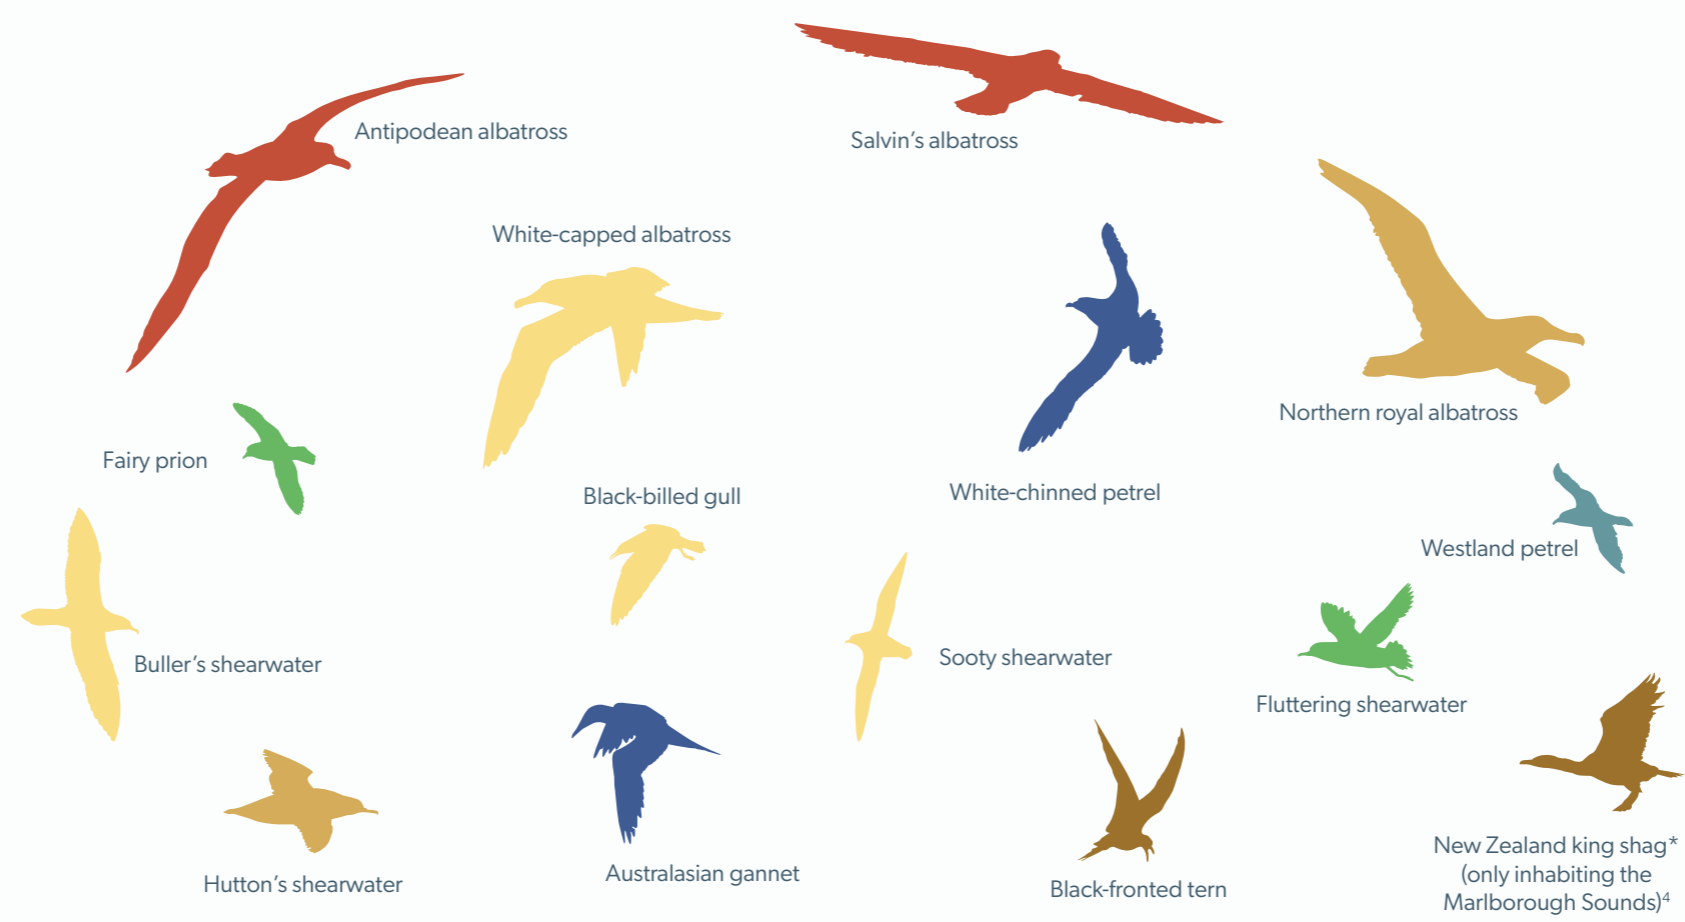 Antipodean albatross
Salvin’s albatross
White-capped albatross
Northern royal albatross
Fairy prion
Black-billed gull
White-chinned petrel
Westland petrel
Buller’s shearwater
Sooty shearwater
Fluttering shearwater
Hutton’s shearwater
Australasian gannet
Black-fronted tern
New Zealand king shag*
(only inhabiting the
Marlborough Sounds)⁴